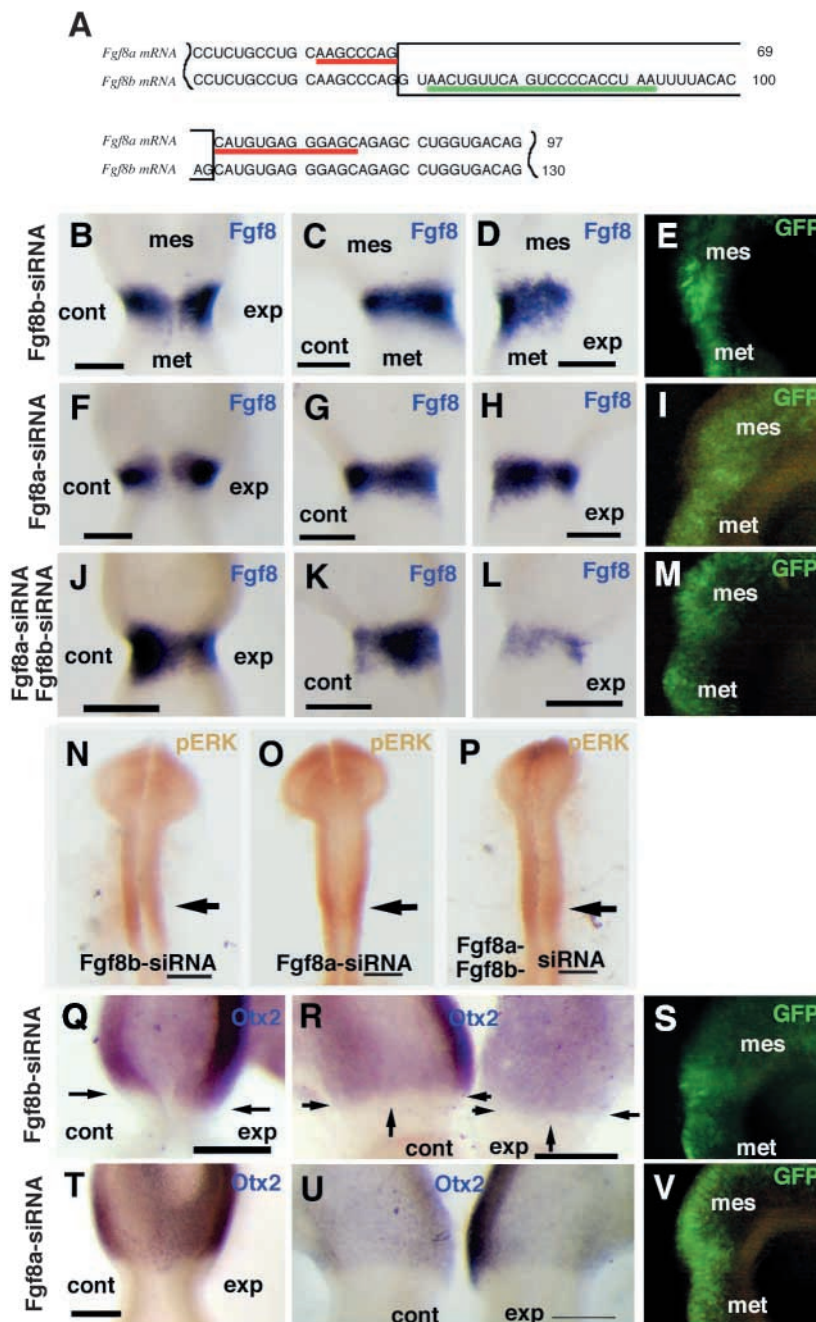 A
Fgf8a mRNA CCUCUGCCUG CAAGCCCAG 69
Fgf8b mRNA CCUCUGCCUG CAAGCCCAGG UAACUGUUCA GUCCCCACCU AAUUUUACAC 100
Fgf8a mRNA CAUGUGAG GGAGCAGAGC CUGGUGACAG 97
Fgf8b mRNA AGCAUGUGAG GGAGCAGAGC CUGGUGACAG 130
Fgf8b-siRNA
B mes Fgf8 cont exp met
C mes Fgf8 cont met
D mes Fgf8 met exp
E GFP mes met
Fgf8a-siRNA
F Fgf8 cont exp
G Fgf8 cont
H Fgf8 exp
I GFP mes met
Fgf8a-siRNA
Fgf8b-siRNA
J Fgf8 cont exp
K Fgf8 cont
L Fgf8 exp
M GFP mes met
N pERK Fgf8b-siRNA
O pERK Fgf8a-siRNA
P pERK Fgf8a- Fgf8b- siRNA
Fgf8b-siRNA
Q Otx2 cont exp
R Otx2 cont exp
S GFP mes met
Fgf8a-siRNA
T Otx2 cont exp
U Otx2 cont exp
V GFP mes met